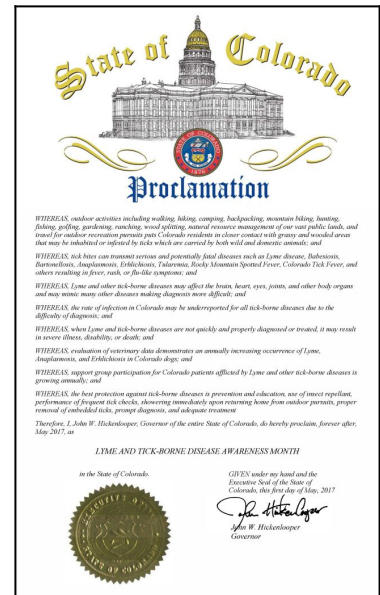 State of Colorado
STATE OF COLORADO
1876
Proclamation
WHEREAS, outdoor activities including walking, hiking, camping, backpacking, mountain biking, hunting,
fishing, golfing, gardening, ranching, wood splitting, natural resource management of our vast public lands, and
travel for outdoor recreation pursuits puts Colorado residents in closer contact with grassy and wooded areas
that may be inhabited or infested by ticks which are carried by both wild and domestic animals; and
WHEREAS, tick bites can transmit serious and potentially fatal diseases such as Lyme disease, Babesiosis,
Bartonellosis, Anaplasmosis, Erhlichiosis, Tularemia, Rocky Mountain Spotted Fever, Colorado Tick Fever, and
others resulting in fever, rash, or flu-like symptoms; and
WHEREAS, Lyme and other tick-borne diseases may affect the brain, heart, eyes, joints, and other body organs
and may mimic many other diseases making diagnosis more difficult; and
WHEREAS, the rate of infection in Colorado may be underreported for all tick-borne diseases due to the
difficulty of diagnosis; and
WHEREAS, when Lyme and tick-borne diseases are not quickly and properly diagnosed or treated, it may result
in severe illness, disability, or death; and
WHEREAS, evaluation of veterinary data demonstrates an annually increasing occurrence of Lyme,
Anaplasmosis, and Erhlichiosis in Colorado dogs; and
WHEREAS, support group participation for Colorado patients afflicted by Lyme and other tick-borne diseases is
growing annually; and
WHEREAS, the best protection against tick-borne diseases is prevention and education, use of insect repellant,
performance of frequent tick checks, showering immediately upon returning home from outdoor pursuits, proper
removal of embedded ticks, prompt diagnosis, and adequate treatment
Therefore, I, John W. Hickenlooper, Governor of the entire State of Colorado, do hereby proclaim, forever after,
May 2017, as
LYME AND TICK-BORNE DISEASE AWARENESS MONTH
in the State of Colorado.
GIVEN under my hand and the
Executive Seal of the State of
Colorado, this first day of May, 2017
John Hickenlooper
John W. Hickenlooper
Governor
STATE OF COLORADO